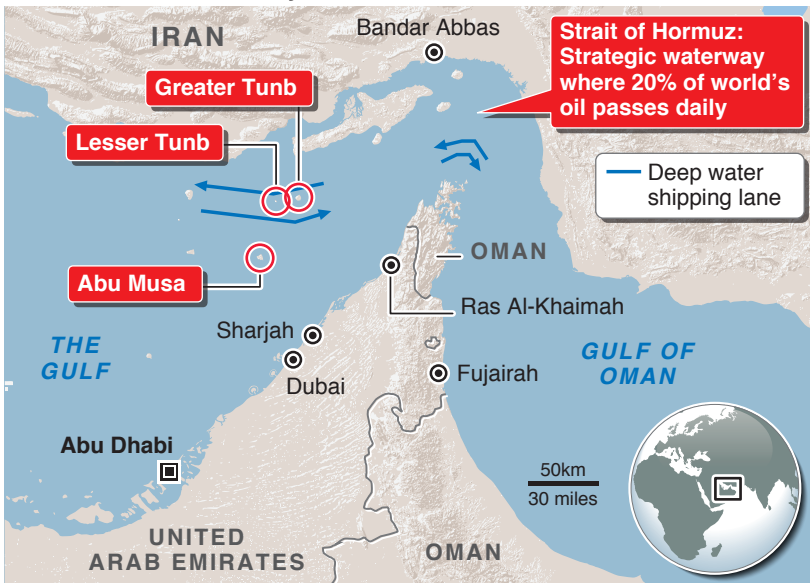 IRAN
Bandar Abbas
Strait of Hormuz:
Strategic waterway
where 20% of world's
oil passes daily
Greater Tunb
Lesser Tunb
Deep water
shipping lane
OMAN
Abu Musa
Ras Al-Khaimah
Sharjah
THE
GULF
Dubai
Fujairah
GULF OF
OMAN
Abu Dhabi
50km
30 miles
UNITED
ARAB EMIRATES
OMAN